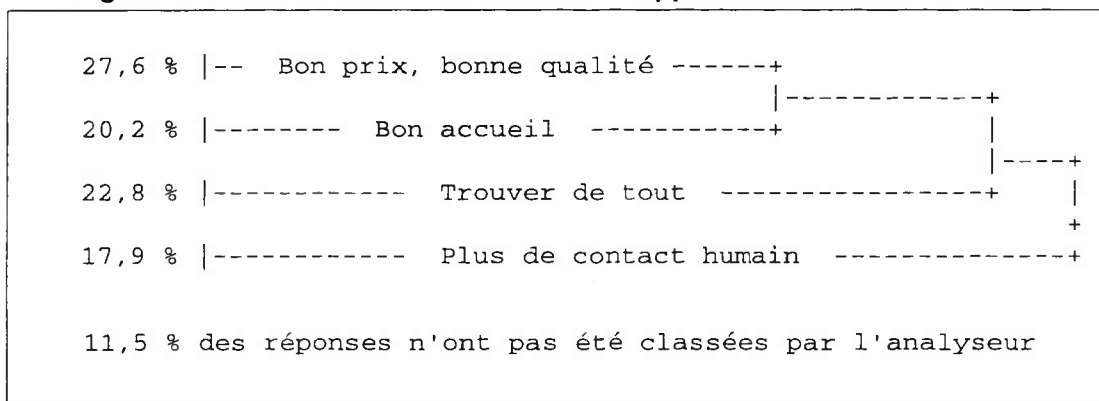 27,6 % |-- Bon prix, bonne qualité ------+
|------------+
20,2 % |-------- Bon accueil -----------+ |
|----+
22,8 % |------------ Trouver de tout ----------------+ |
+
17,9 % |------------ Plus de contact humain --------------+
11,5 % des réponses n'ont pas été classées par l'analyseur